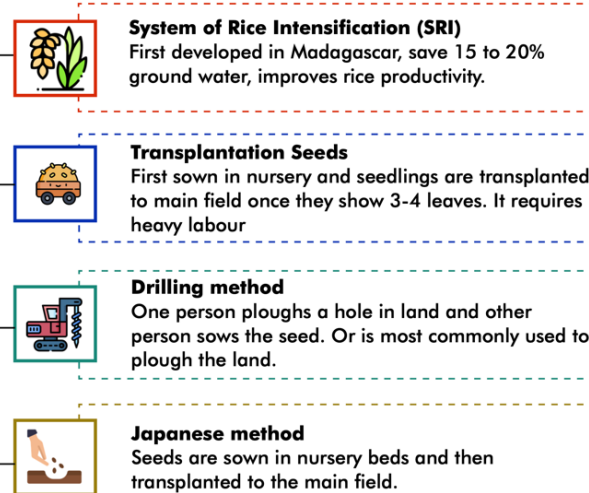 System of Rice Intensification (SRI)
First developed in Madagascar, save 15 to 20%
ground water, improves rice productivity.
Transplantation Seeds
First sown in nursery and seedlings are transplanted
to main field once they show 3-4 leaves. It requires
heavy labour
Drilling method
One person ploughs a hole in land and other
person sows the seed. Or is most commonly used to
plough the land.
Japanese method
Seeds are sown in nursery beds and then
transplanted to the main field.